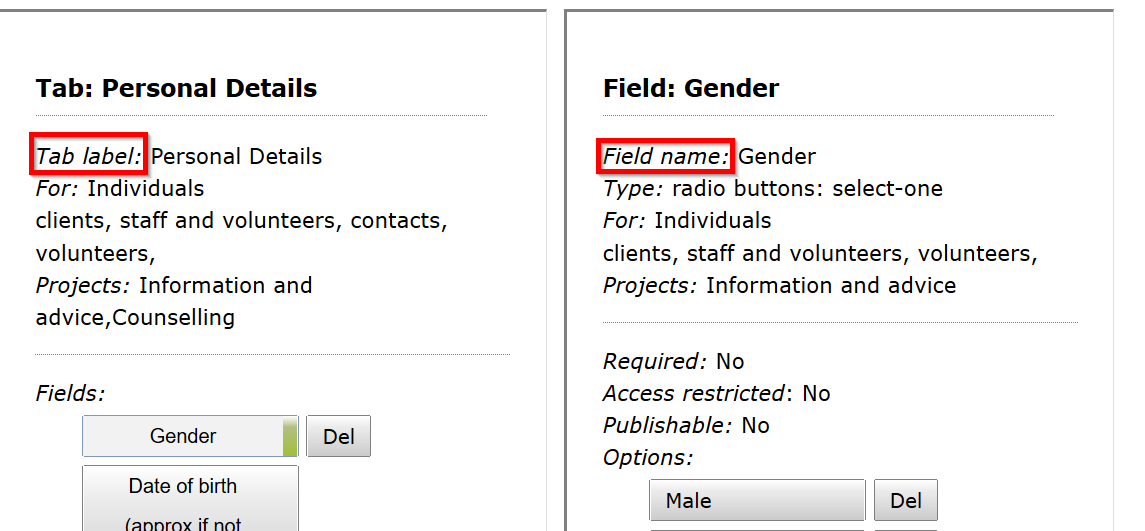 Tab: Personal Details
Tab label: Personal Details
For: Individuals
clients, staff and volunteers, contacts,
volunteers,
Projects: Information and
advice,Counselling
Fields:
Gender
Del
Date of birth
(approx if not
Field: Gender
Field name: Gender
Type: radio buttons: select-one
For: Individuals
clients, staff and volunteers, volunteers,
Projects: Information and advice
Required: No
Access restricted: No
Publishable: No
Options:
Male
Del